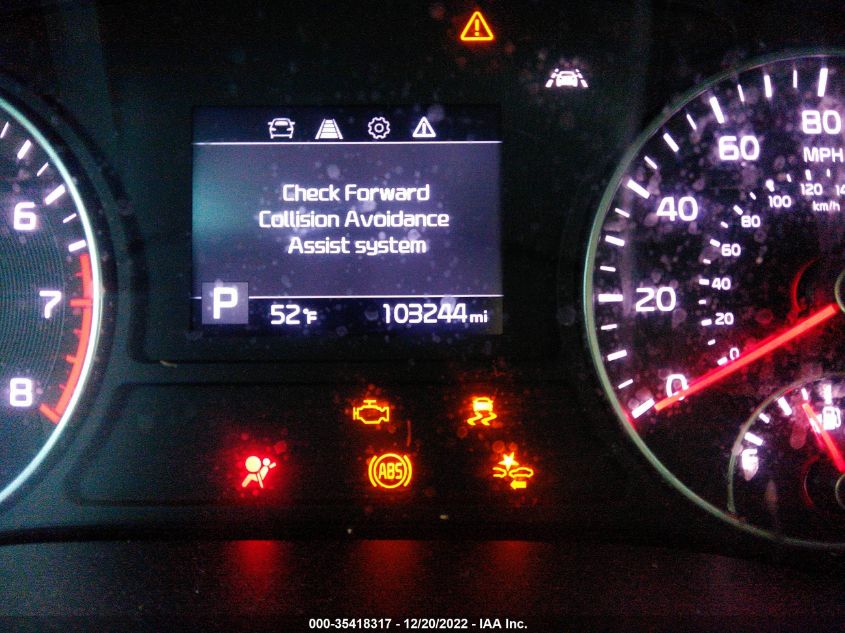 Check Forward
Collision Avoidance
Assist system
P 52°F 103244 mi
6
7
8
80
60
MPH
40
20
0
120
100
km/h
80
60
40
20
0
ABS
000-35418317 - 12/20/2022 - IAA Inc.